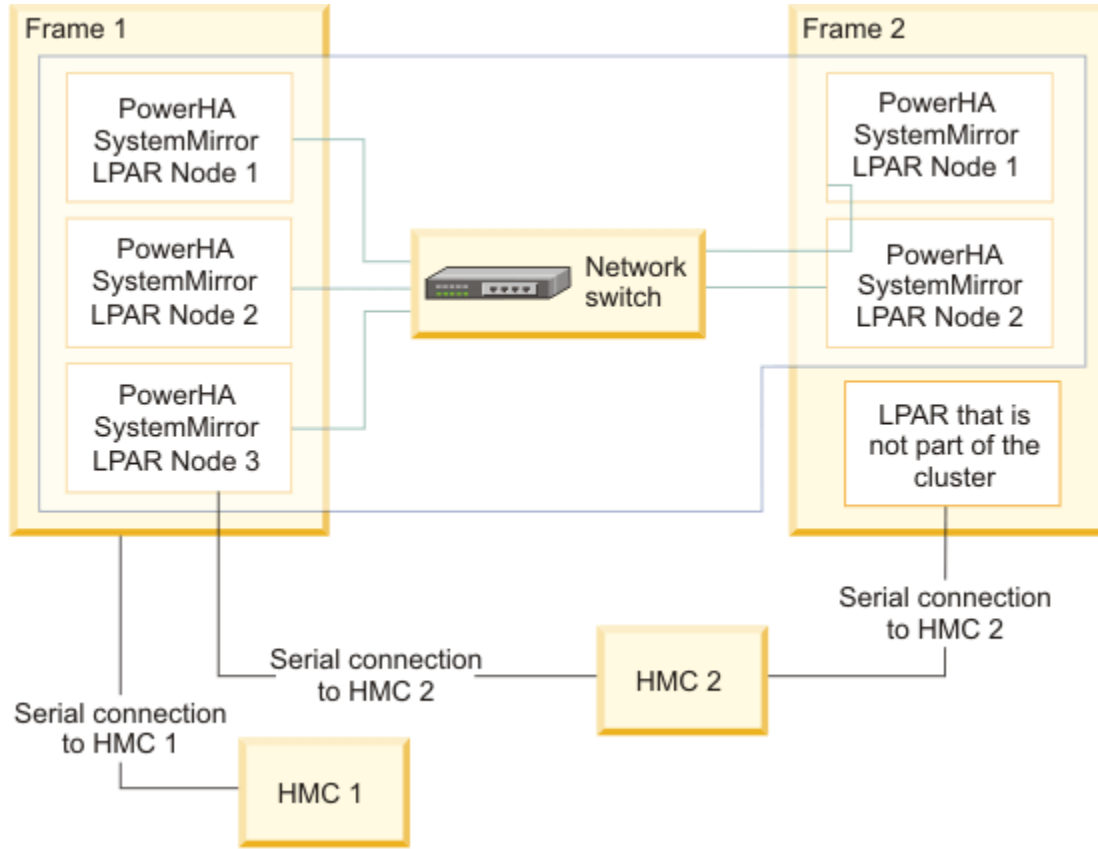 Frame 1
PowerHA
SystemMirror
LPAR Node 1
PowerHA
SystemMirror
LPAR Node 2
PowerHA
SystemMirror
LPAR Node 3
Network
switch
Frame 2
PowerHA
SystemMirror
LPAR Node 1
PowerHA
SystemMirror
LPAR Node 2
LPAR that is
not part of the
cluster
Serial connection
to HMC 2
Serial connection
to HMC 2
HMC 2
Serial connection
to HMC 1
HMC 1